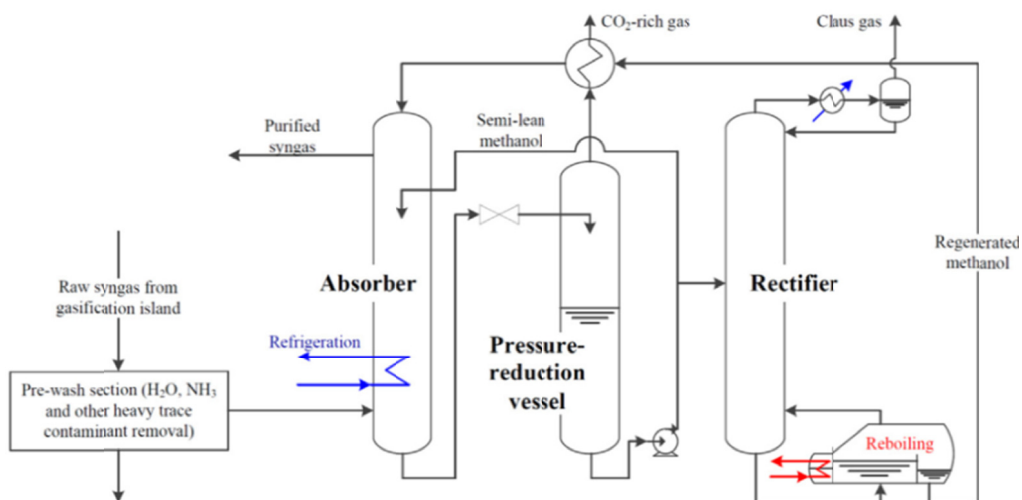 CO₂-rich gas
Claus gas
Purified
syngas
Semi-lean
methanol
Regenerated
methanol
Raw syngas from
gasification island
Absorber
Rectifier
Refrigeration
Pressure-
reduction
vessel
Pre-wash section (H₂O, NH₃
and other heavy trace
contaminant removal)
Reboiling